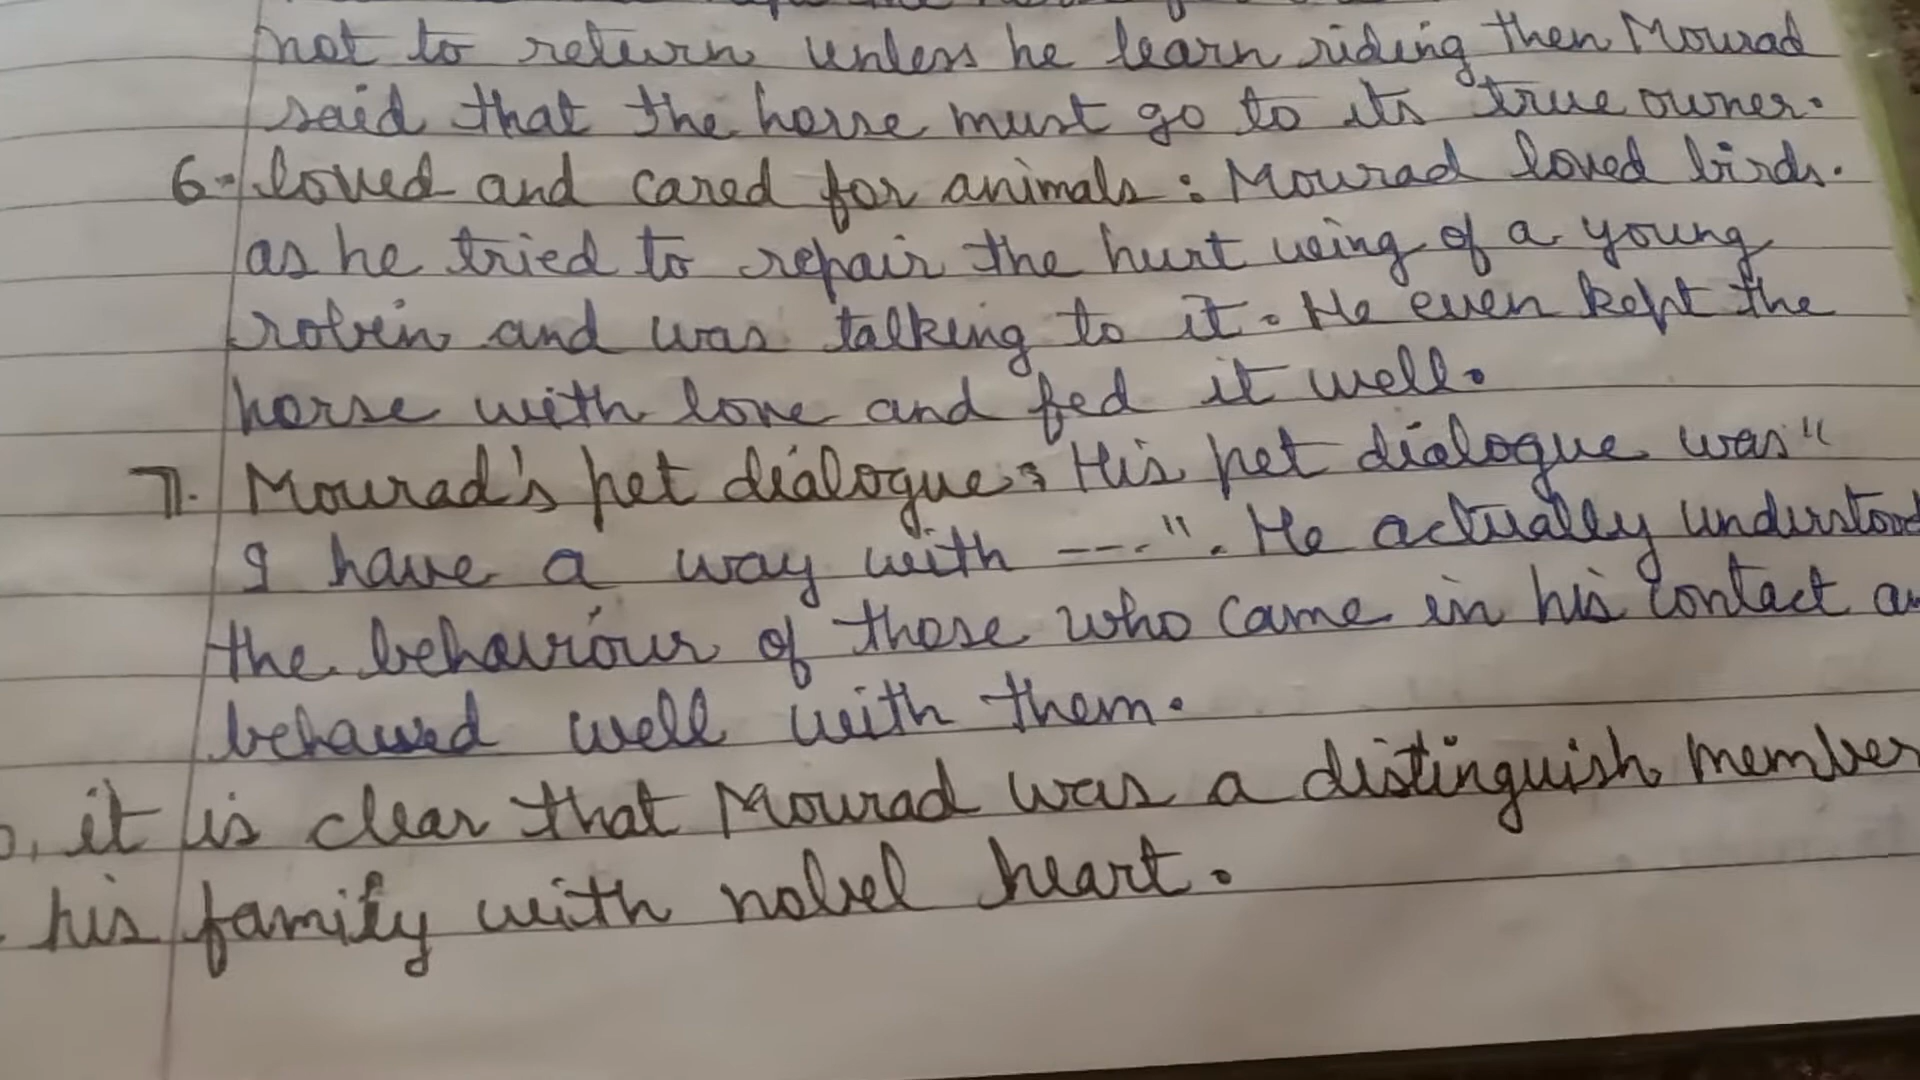 not to return unless he learn riding then Mourad
said that the horse must go to its true owner.
6. loved and cared for animals : Mourad loved birds.
as he tried to repair the hurt wing of a young
robin and was talking to it. He even kept the
horse with love and fed it well.
7. Mourad's pet dialogue : His pet dialogue was "
I have a way with ---.". He actually understood
the behaviour of those who came in his contact
behaved well with them.
it is clear that Mourad was a distinguish member
his family with nobel heart.